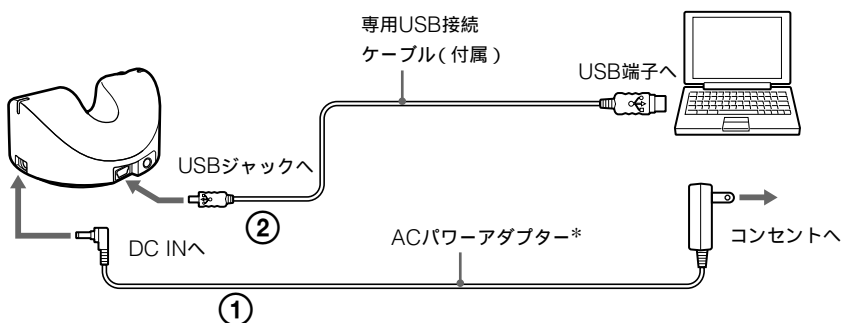 専用USB接続
ケーブル(付属)
USB端子へ
USBジャックへ
②
DC INへ
ACパワーアダプター*
コンセントへ
①